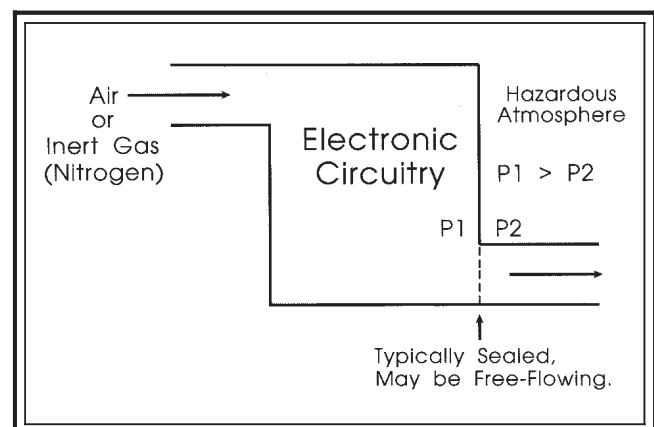 Air
or
Inert Gas
(Nitrogen)
Electronic
Circuitry
Hazardous
Atmosphere
P1 > P2
P1 P2
Typically Sealed,
May be Free-Flowing.